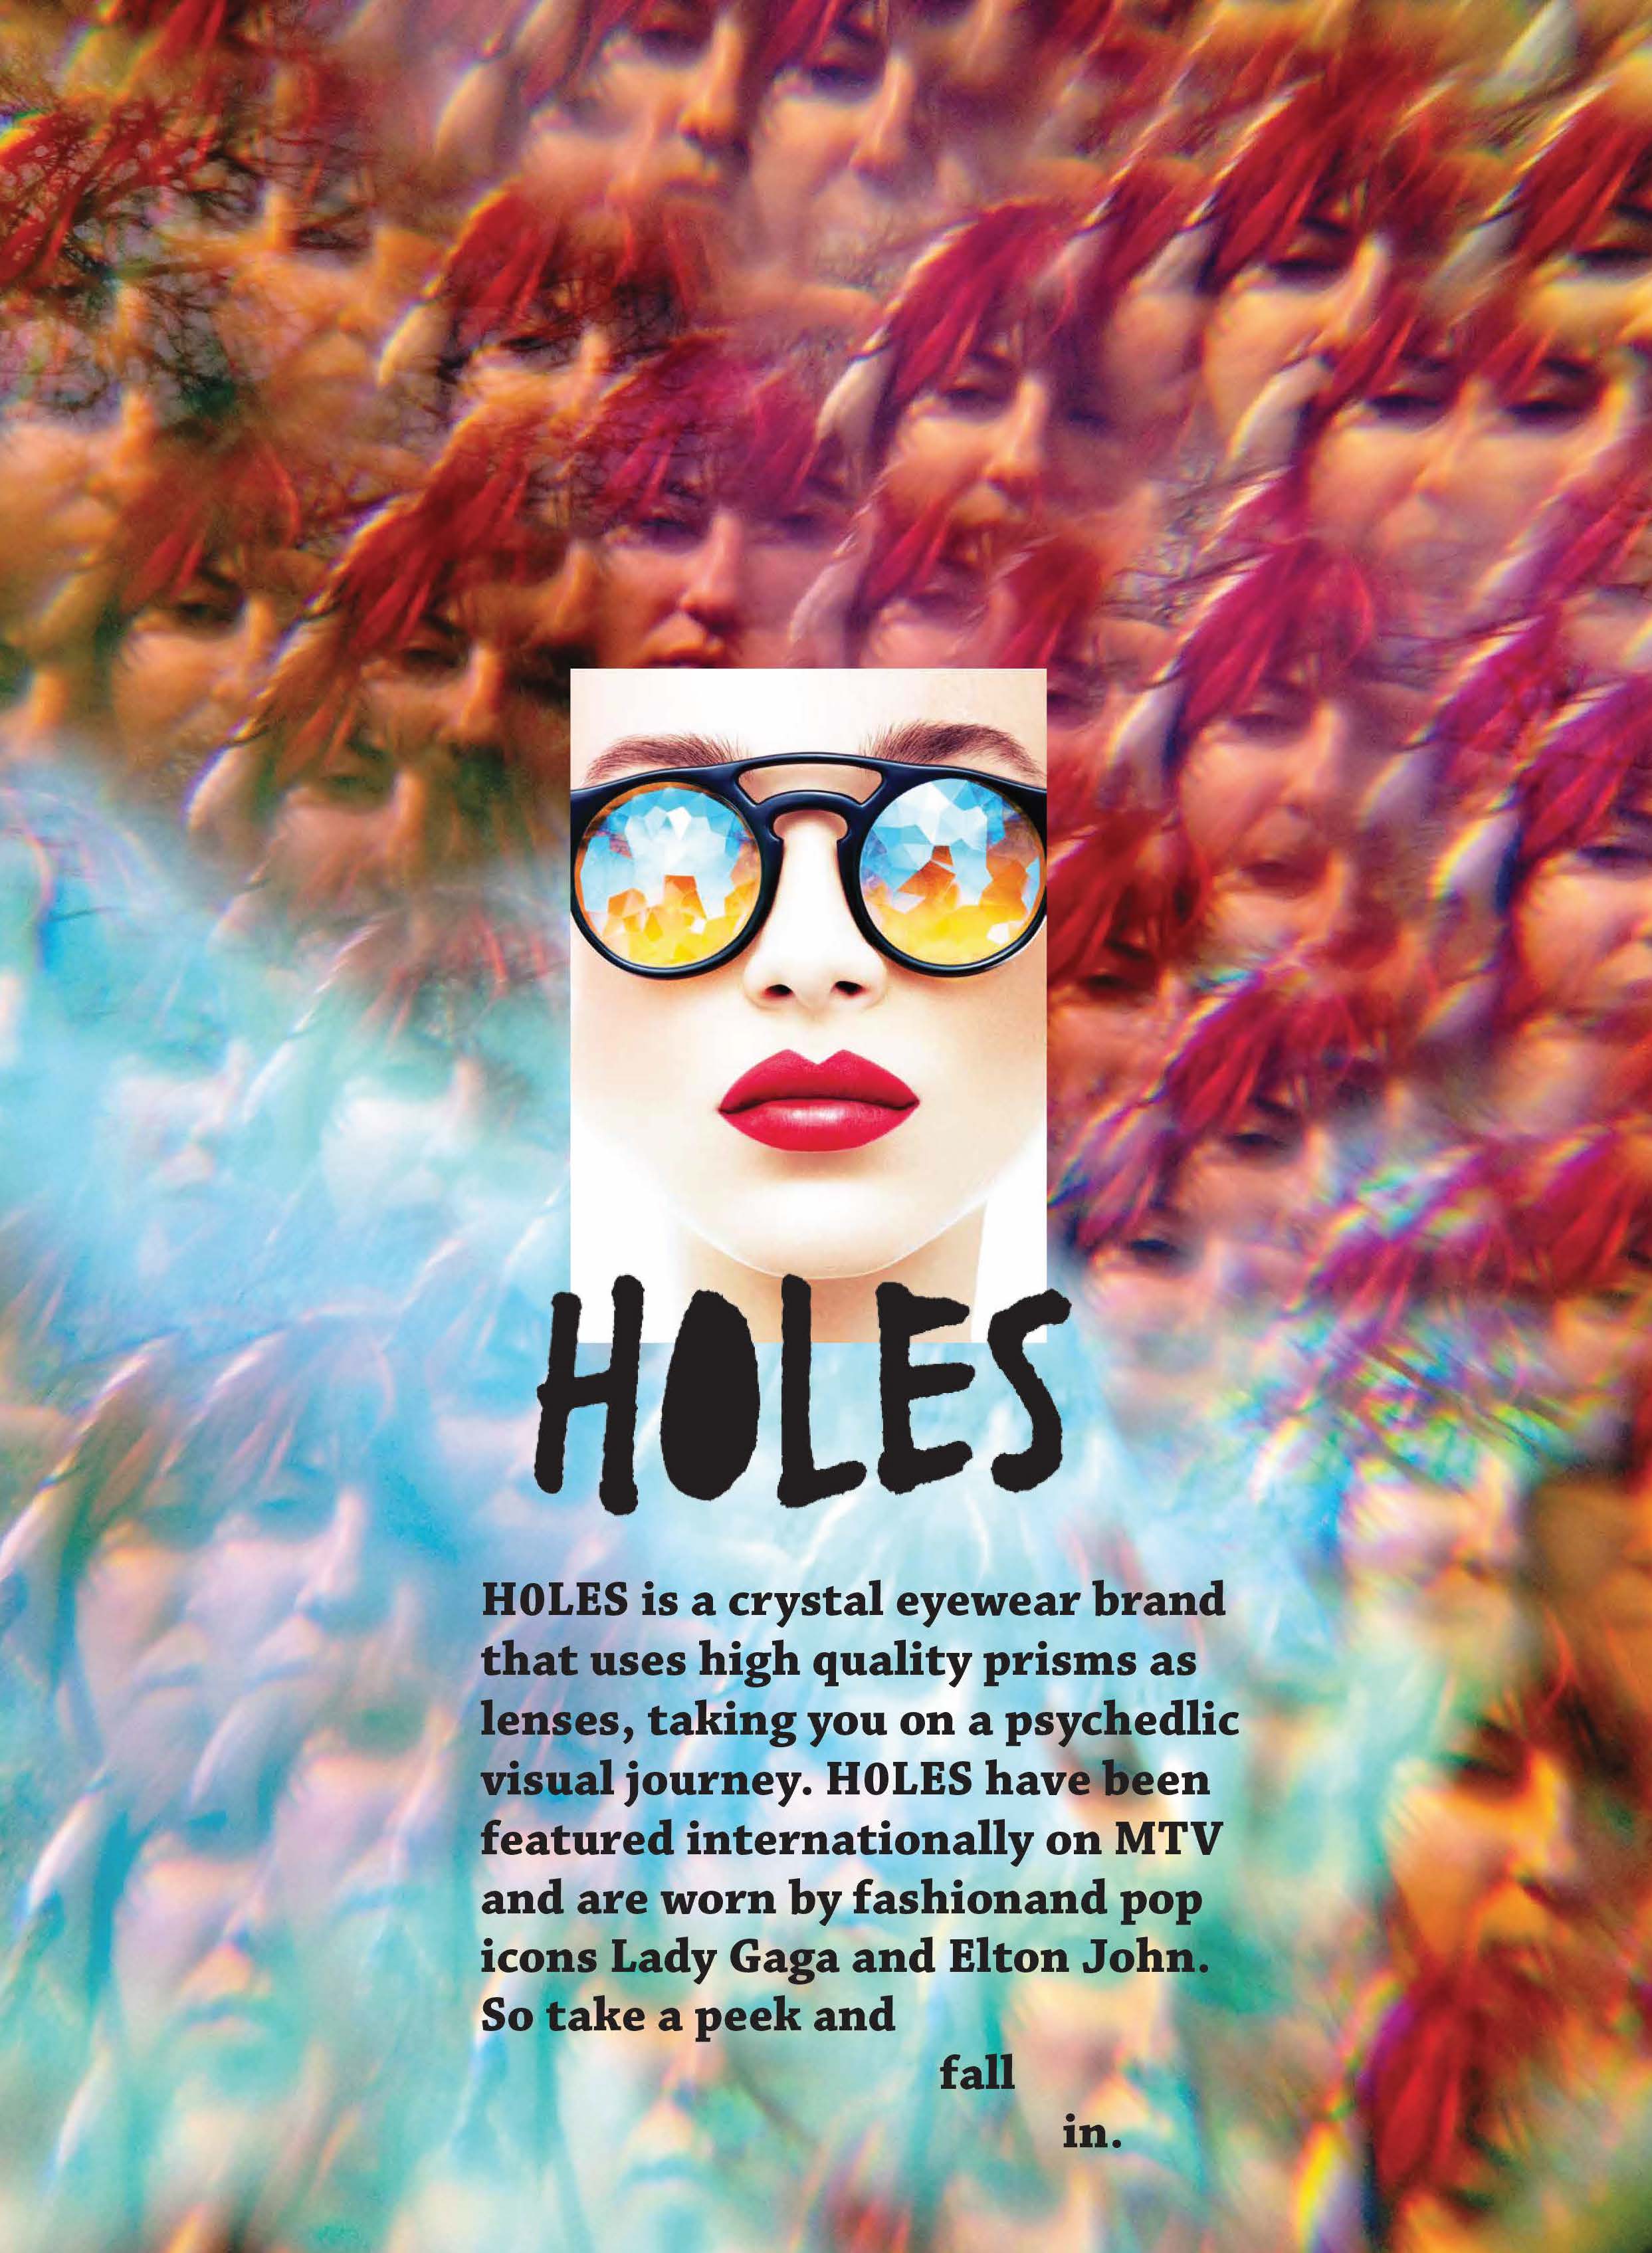 HOLES
H0LES is a crystal eyewear brand
that uses high quality prisms as
lenses, taking you on a psychedlic
visual journey. H0LES have been
featured internationally on MTV
and are worn by fashionand pop
icons Lady Gaga and Elton John.
So take a peek and
fall
in.